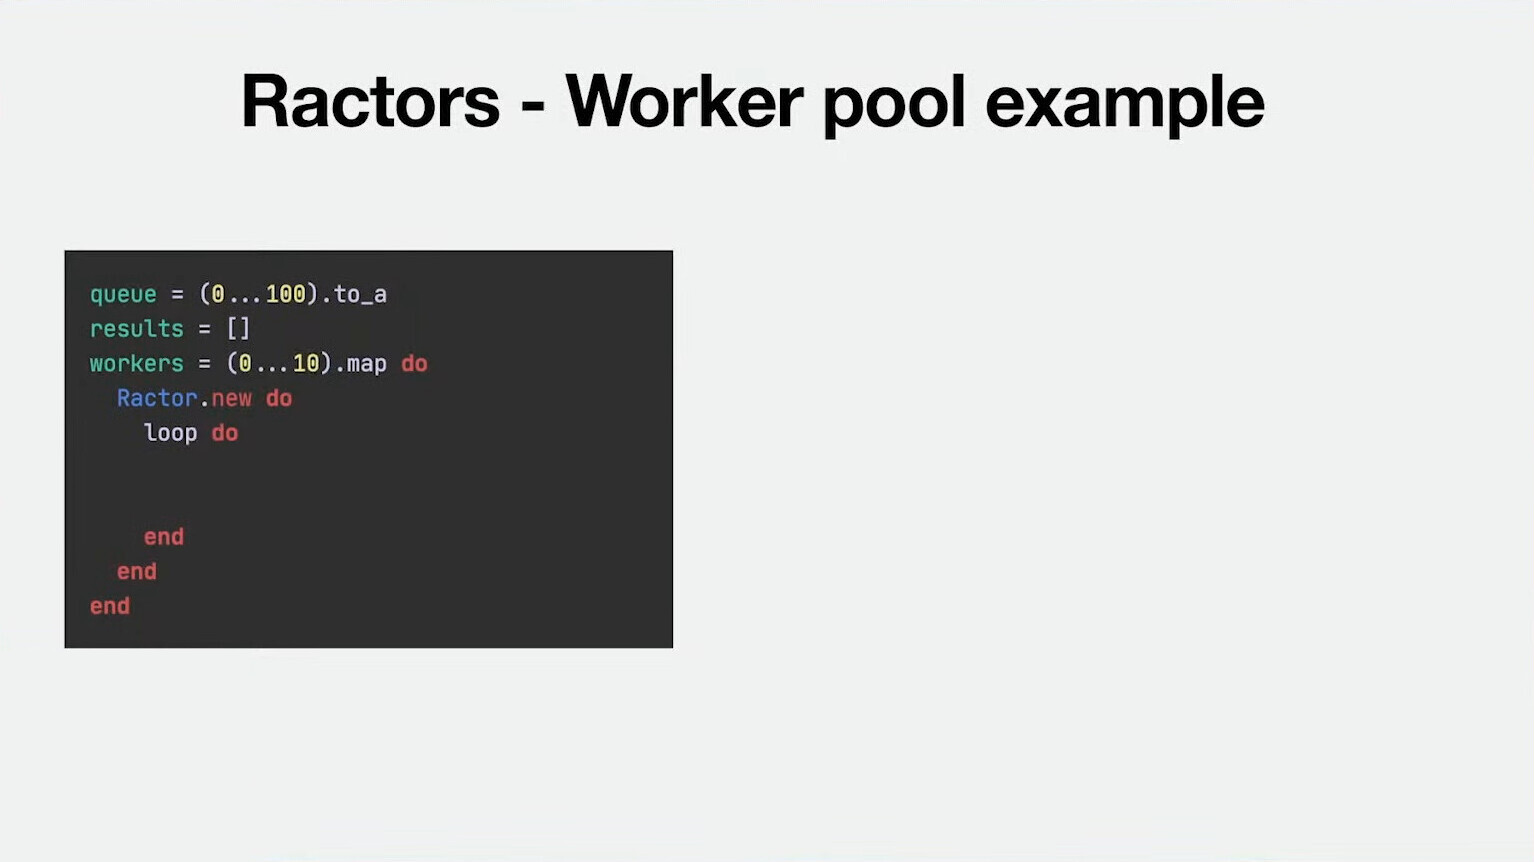 Ractors - Worker pool example
queue = (0...100).to_a
results = []
workers = (0...10).map do
  Ractor.new do
    loop do
    end
  end
end